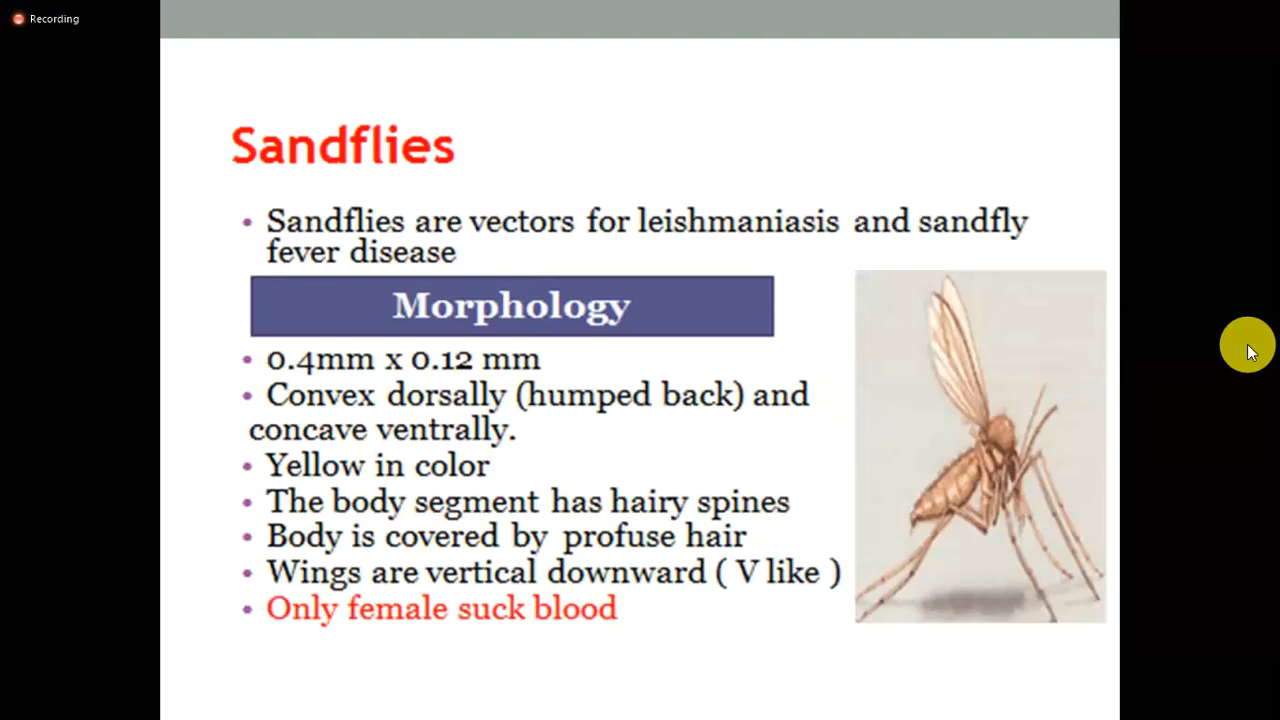 Recording
Sandflies
• Sandflies are vectors for leishmaniasis and sandfly
fever disease
Morphology
• 0.4mm x 0.12 mm
• Convex dorsally (humped back) and
concave ventrally.
• Yellow in color
• The body segment has hairy spines
• Body is covered by profuse hair
• Wings are vertical downward ( V like )
• Only female suck blood